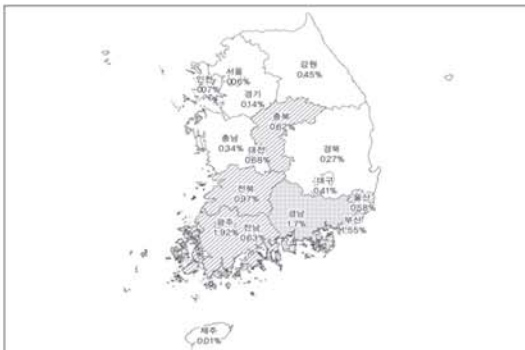 강원
0.45%
서울
0.06%
인천
0.07%
경기
0.14%
충북
0.62%
충남
0.34%
대전
0.68%
경북
0.27%
대구
0.41%
전북
0.97%
울산
0.58%
경남
1.7%
부산
1.55%
광주
1.92%
전남
0.63%
제주
0.01%